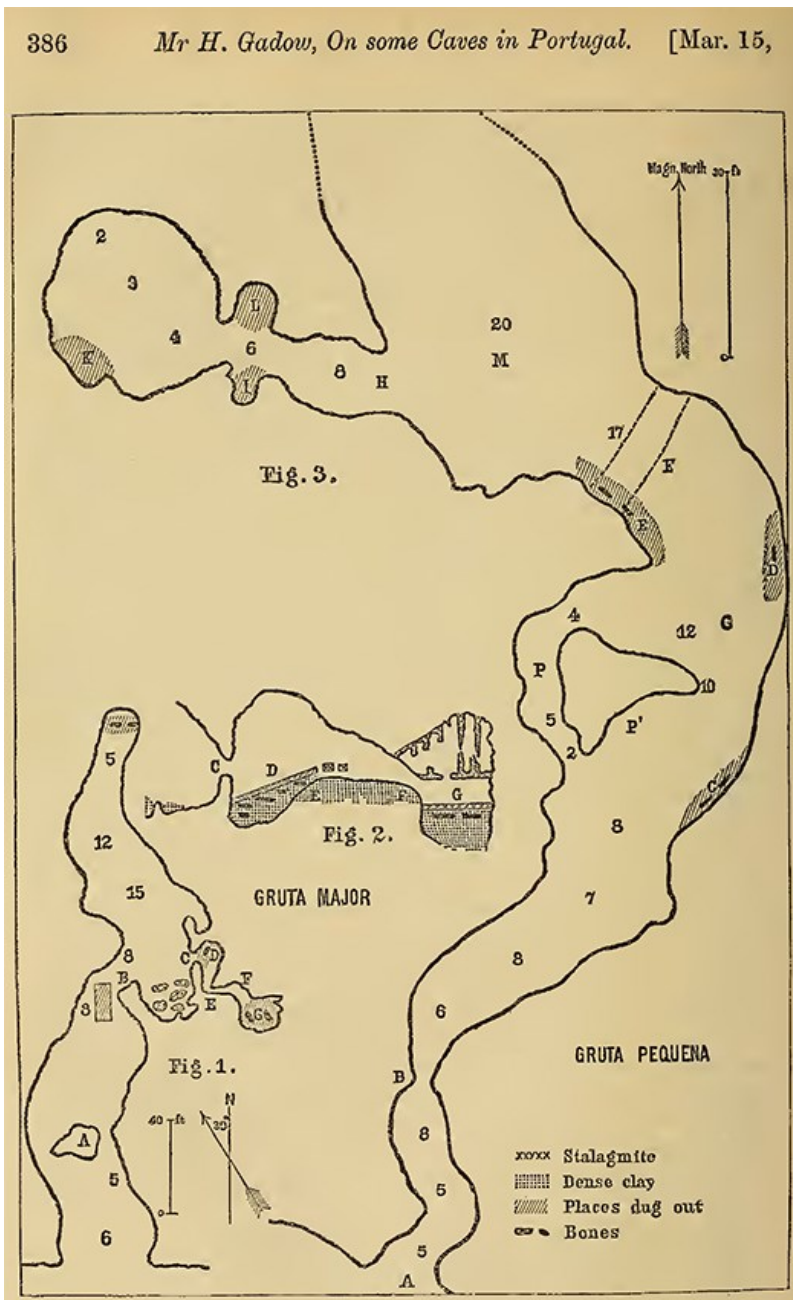 386 Mr H. Gadow, On some Caves in Portugal. [Mar. 15,
Magn. North 30 ft
0
2
3
L
20
4
6
K
8
H
M
I
17
F
Fig. 3.
E
D
4
12
G
P
10
5
P'
2
5
C
D
E
F
G
C
Fig. 2.
8
12
15
GRUTA MAJOR
7
8
8
C
D
B
F
3
E
G
6
Fig. 1.
GRUTA PEQUENA
B
N
40 ft
20°
A
8
5
5
0
6
5
A
Stalagmite
Dense clay
Places dug out
Bones